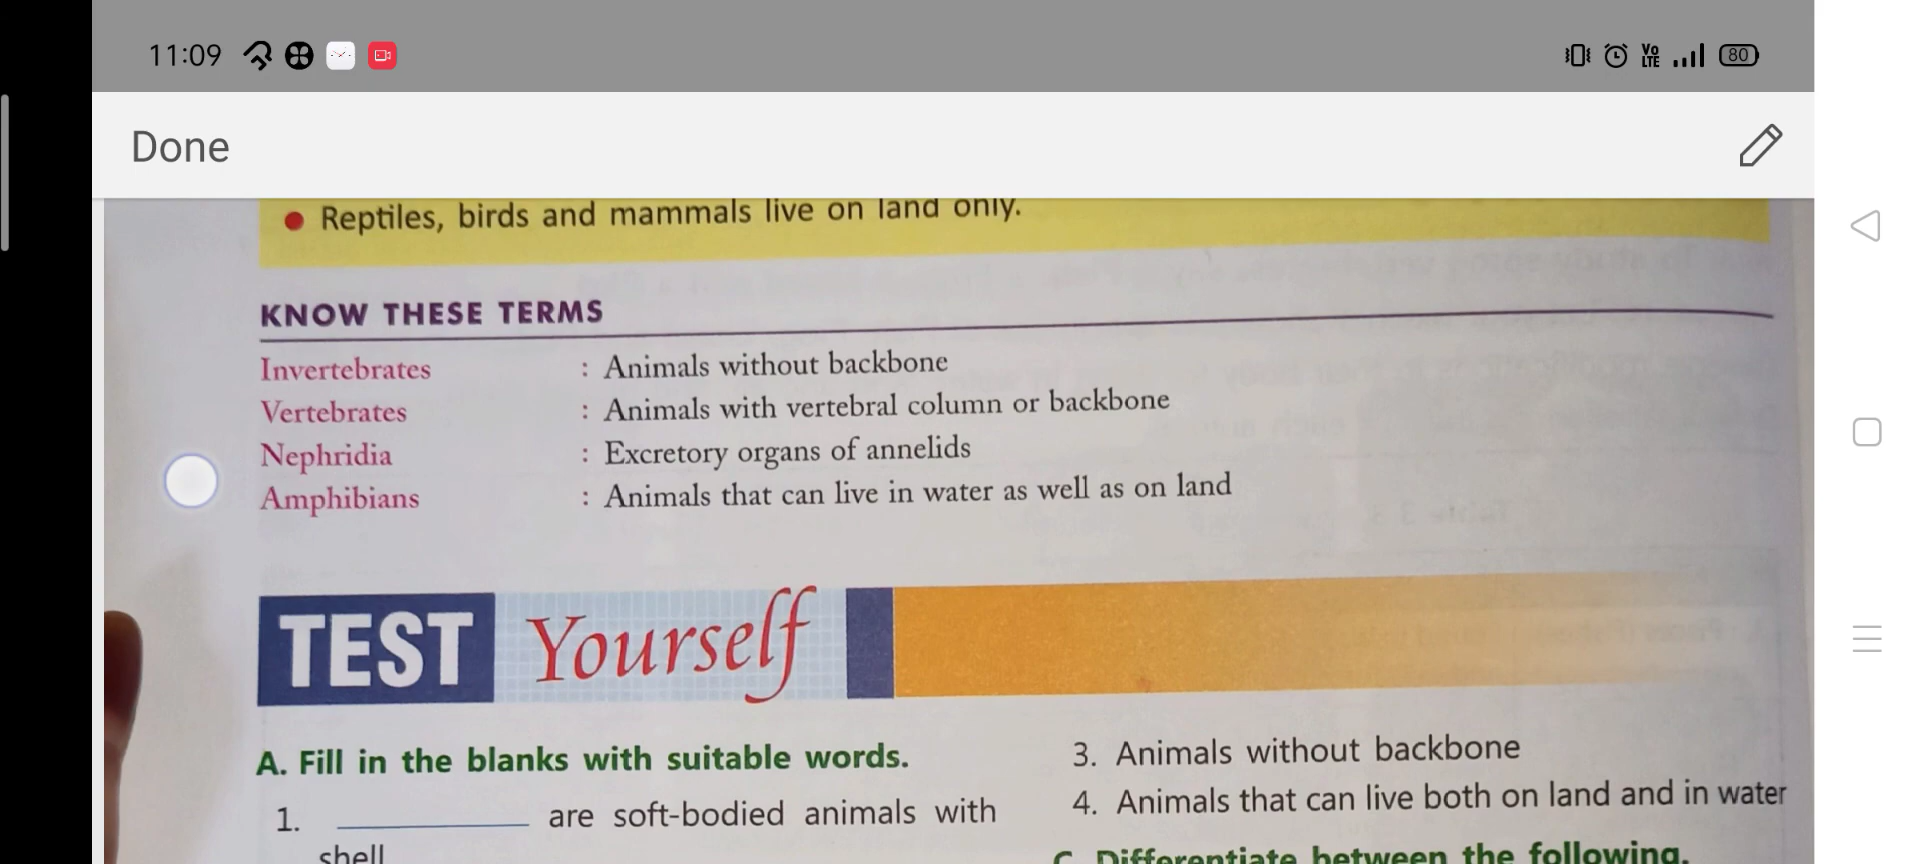 11:09
Vo
LTE
80
Done
Reptiles, birds and mammals live on land only.
KNOW THESE TERMS
Invertebrates : Animals without backbone
Vertebrates : Animals with vertebral column or backbone
Nephridia : Excretory organs of annelids
Amphibians : Animals that can live in water as well as on land
TEST Yourself
A. Fill in the blanks with suitable words.
1. ________ are soft-bodied animals with
shell
3. Animals without backbone
4. Animals that can live both on land and in water
C. Differentiate between the following.